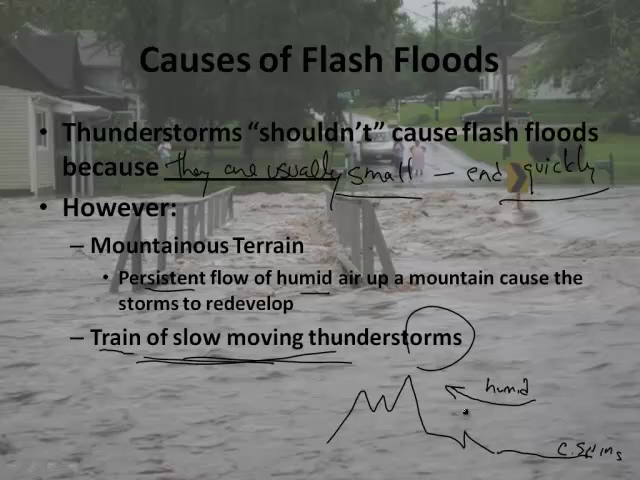 Causes of Flash Floods
• Thunderstorms “shouldn’t” cause flash floods
because they are usually small – end quickly
• However:
– Mountainous Terrain
• Persistent flow of humid air up a mountain cause the
storms to redevelop
– Train of slow moving thunderstorms
humid